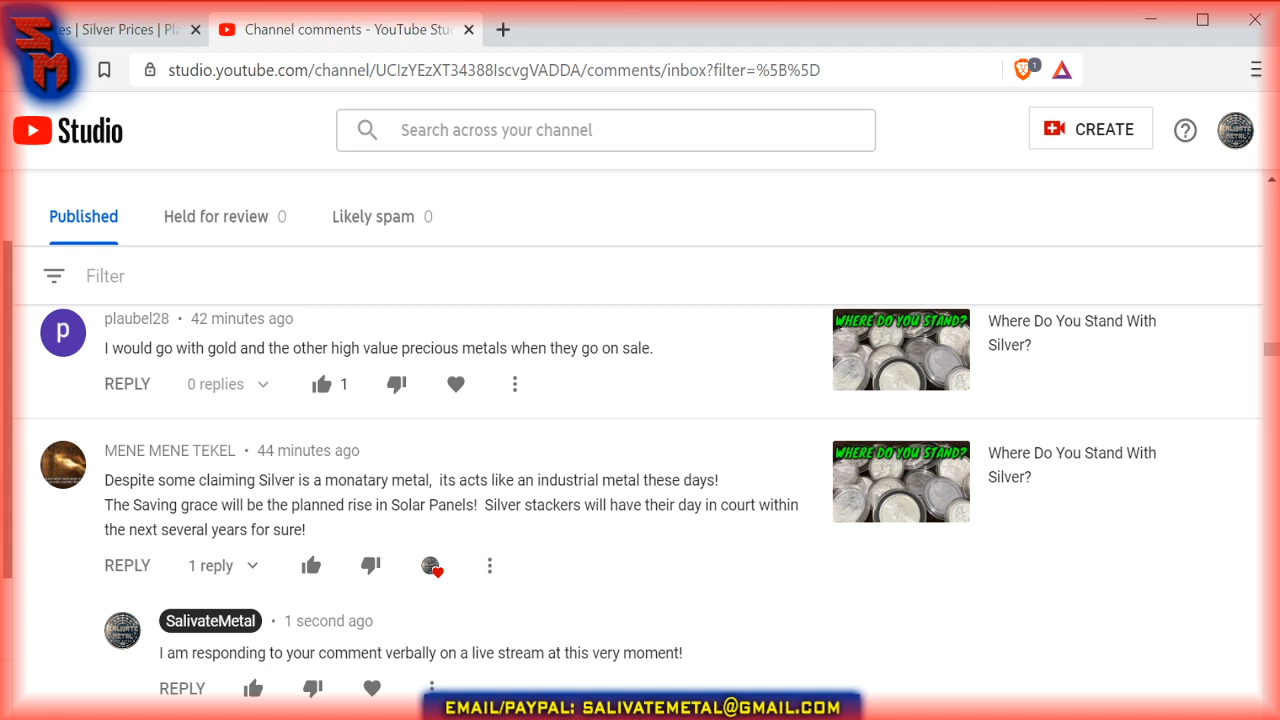 SM
es | Silver Prices | Pla
Channel comments - YouTube Stu
studio.youtube.com/channel/UCIzYEzXT34388IscvgVADDA/comments/inbox?filter=%5B%5D
1
Studio
Search across your channel
CREATE
Published
Held for review 0
Likely spam 0
Filter
p
plaubel28 • 42 minutes ago
I would go with gold and the other high value precious metals when they go on sale.
REPLY
0 replies
1
WHERE DO YOU STAND?
Where Do You Stand With
Silver?
MENE MENE TEKEL • 44 minutes ago
Despite some claiming Silver is a monatary metal, its acts like an industrial metal these days!
The Saving grace will be the planned rise in Solar Panels! Silver stackers will have their day in court within
the next several years for sure!
REPLY
1 reply
WHERE DO YOU STAND?
Where Do You Stand With
Silver?
SALIVATE METAL
SalivateMetal • 1 second ago
I am responding to your comment verbally on a live stream at this very moment!
REPLY
EMAIL/PAYPAL: SALIVATEMETAL@GMAIL.COM